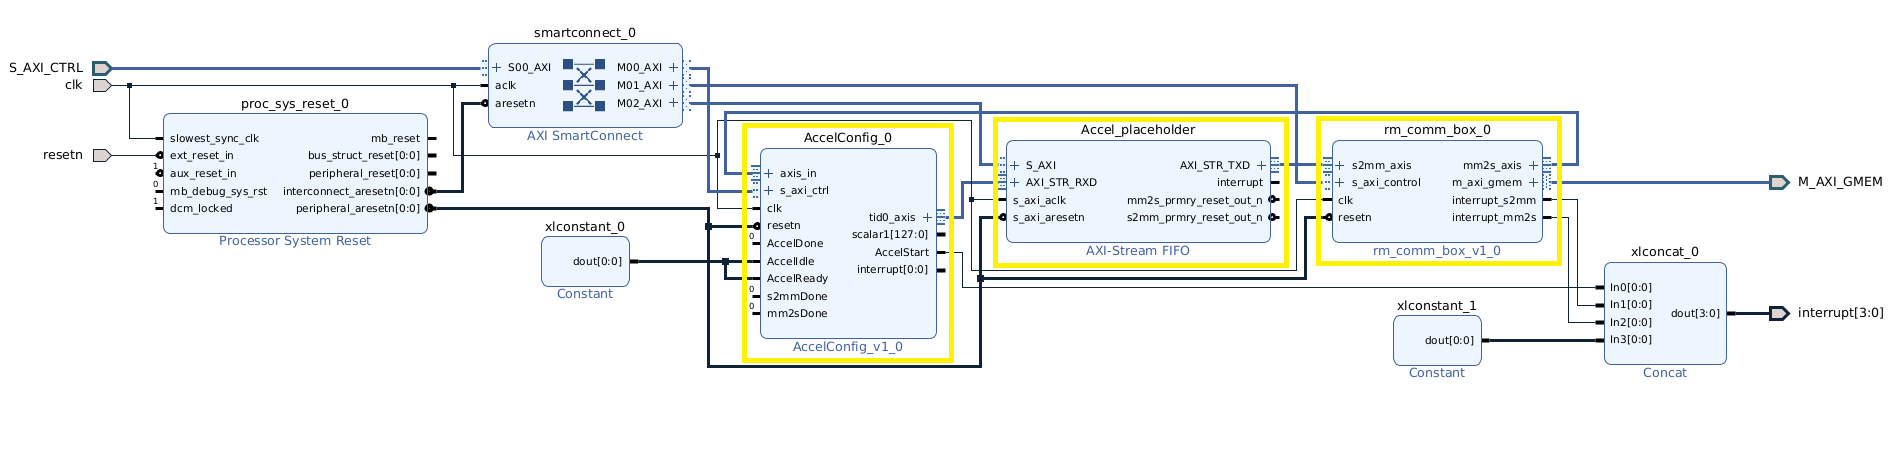 S_AXI_CTRL
clk
resetn
proc_sys_reset_0
slowest_sync_clk
ext_reset_in
1
aux_reset_in
0
mb_debug_sys_rst
1
dcm_locked
mb_reset
bus_struct_reset[0:0]
peripheral_reset[0:0]
interconnect_aresetn[0:0]
peripheral_aresetn[0:0]
Processor System Reset
smartconnect_0
S00_AXI
aclk
aresetn
M00_AXI
M01_AXI
M02_AXI
AXI SmartConnect
xlconstant_0
dout[0:0]
Constant
AccelConfig_0
axis_in
s_axi_ctrl
clk
resetn
0
AccelDone
AccelIdle
AccelReady
0
s2mmDone
0
mm2sDone
tid0_axis
scalar1[127:0]
AccelStart
interrupt[0:0]
AccelConfig_v1_0
Accel_placeholder
S_AXI
AXI_STR_RXD
s_axi_aclk
s_axi_aresetn
AXI_STR_TXD
interrupt
mm2s_prmry_reset_out_n
s2mm_prmry_reset_out_n
AXI-Stream FIFO
rm_comm_box_0
s2mm_axis
s_axi_control
clk
resetn
mm2s_axis
m_axi_gmem
interrupt_s2mm
interrupt_mm2s
rm_comm_box_v1_0
xlconstant_1
dout[0:0]
Constant
xlconcat_0
In0[0:0]
In1[0:0]
In2[0:0]
In3[0:0]
dout[3:0]
Concat
M_AXI_GMEM
interrupt[3:0]